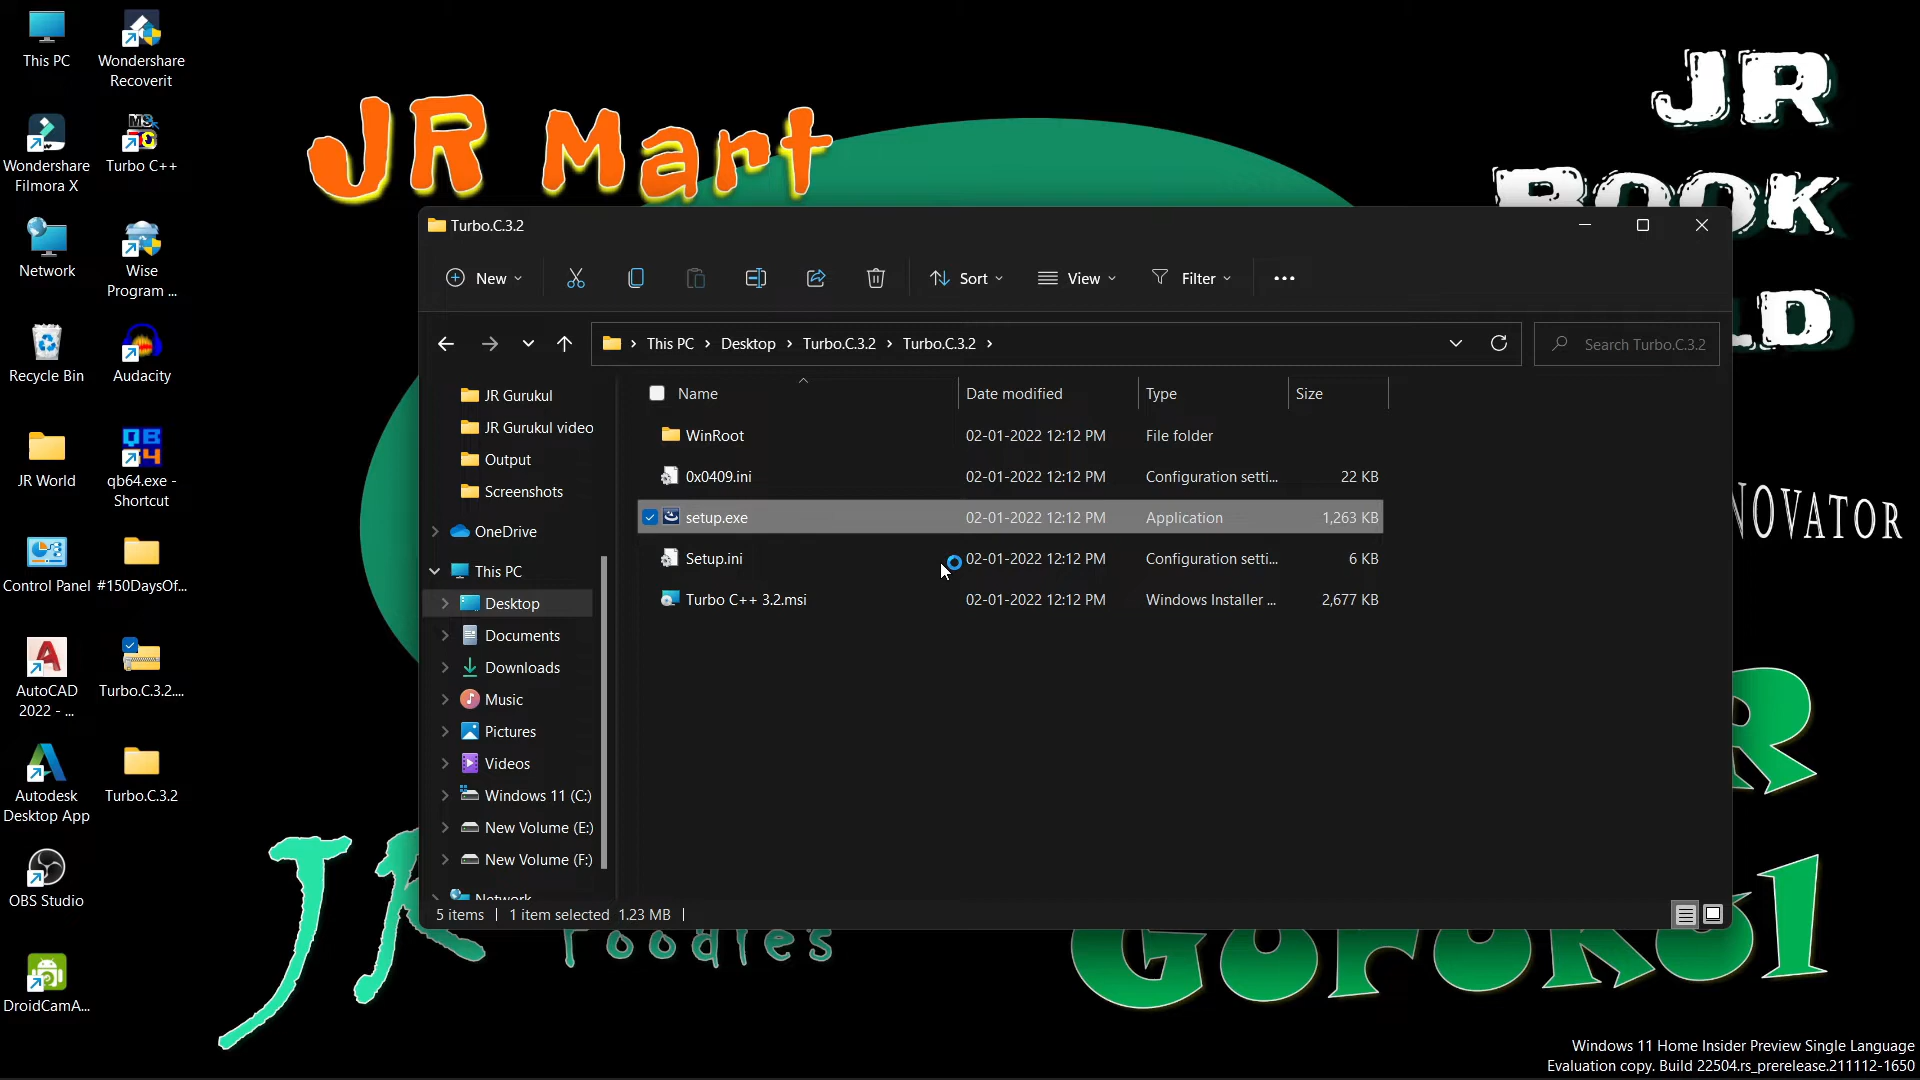 This PC
Wondershare
Recoverit
Wondershare
Filmora X
Turbo C++
Network
Wise
Program ...
Recycle Bin
Audacity
JR World
qb64.exe -
Shortcut
Control Panel
#150DaysOf...
AutoCAD
2022 - ...
Turbo.C.3.2....
Autodesk
Desktop App
Turbo.C.3.2
OBS Studio
DroidCamA...
JR Mart
JR
BOOK
LD
NOVATOR
Turbo.C.3.2
New
Sort
View
Filter
This PC
Desktop
Turbo.C.3.2
Turbo.C.3.2
Search Turbo.C.3.2
JR Gurukul
JR Gurukul video
Output
Screenshots
OneDrive
This PC
Desktop
Documents
Downloads
Music
Pictures
Videos
Windows 11 (C:)
New Volume (E:)
New Volume (F:)
Network
Name Date modified Type Size
WinRoot 02-01-2022 12:12 PM File folder
0x0409.ini 02-01-2022 12:12 PM Configuration setti... 22 KB
setup.exe 02-01-2022 12:12 PM Application 1,263 KB
Setup.ini 02-01-2022 12:12 PM Configuration setti... 6 KB
Turbo C++ 3.2.msi 02-01-2022 12:12 PM Windows Installer ... 2,677 KB
5 items 1 item selected 1.23 MB
JR
Foodies
R
Windows 11 Home Insider Preview Single Language
Evaluation copy. Build 22504.rs_prerelease.211112-1650